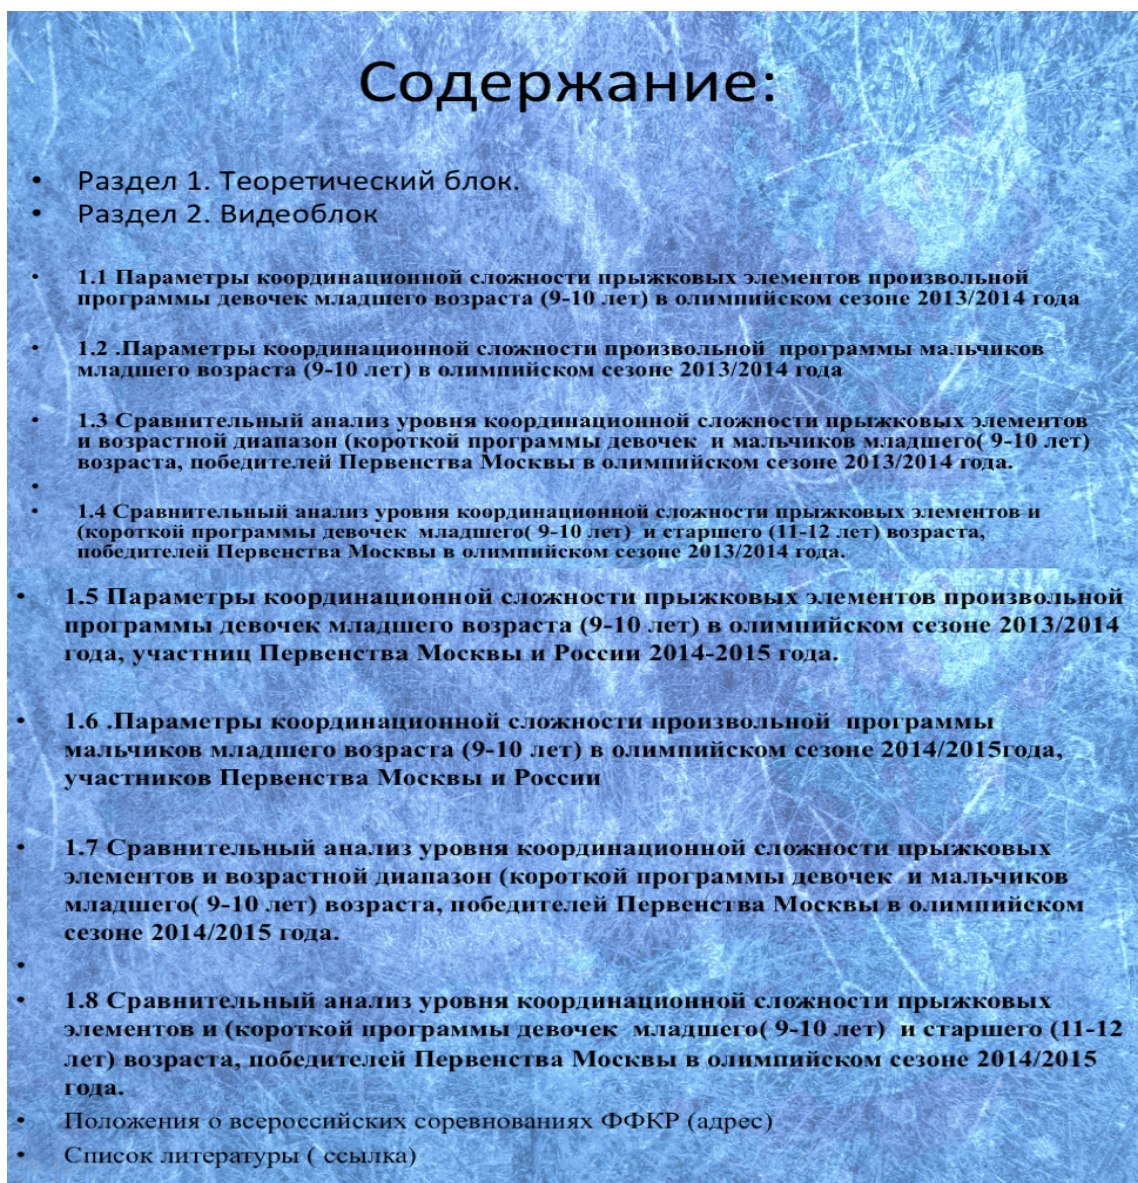 Содержание:
• Раздел 1. Теоретический блок.
• Раздел 2. Видеоблок
• 1.1 Параметры координационной сложности прыжковых элементов произвольной
программы девочек младшего возраста (9-10 лет) в олимпийском сезоне 2013/2014 года
• 1.2 .Параметры координационной сложности произвольной  программы мальчиков
младшего возраста (9-10 лет) в олимпийском сезоне 2013/2014 года
• 1.3 Сравнительный анализ уровня координационной сложности прыжковых элементов
и возрастной диапазон (короткой программы девочек  и мальчиков младшего( 9-10 лет)
возраста, победителей Первенства Москвы в олимпийском сезоне 2013/2014 года.
•
• 1.4 Сравнительный анализ уровня координационной сложности прыжковых элементов и
(короткой программы девочек  младшего( 9-10 лет)  и старшего (11-12 лет) возраста,
победителей Первенства Москвы в олимпийском сезоне 2013/2014 года.
• 1.5 Параметры координационной сложности прыжковых элементов произвольной
программы девочек младшего возраста (9-10 лет) в олимпийском сезоне 2013/2014
года, участниц Первенства Москвы и России 2014-2015 года.
• 1.6 .Параметры координационной сложности произвольной  программы
мальчиков младшего возраста (9-10 лет) в олимпийском сезоне 2014/2015года,
участников Первенства Москвы и России
• 1.7 Сравнительный анализ уровня координационной сложности прыжковых
элементов и возрастной диапазон (короткой программы девочек  и мальчиков
младшего( 9-10 лет) возраста, победителей Первенства Москвы в олимпийском
сезоне 2014/2015 года.
•
• 1.8 Сравнительный анализ уровня координационной сложности прыжковых
элементов и (короткой программы девочек  младшего( 9-10 лет)  и старшего (11-12
лет) возраста, победителей Первенства Москвы в олимпийском сезоне 2014/2015
года.
• Положения о всероссийских соревнованиях ФФКР (адрес)
• Список литературы ( ссылка)